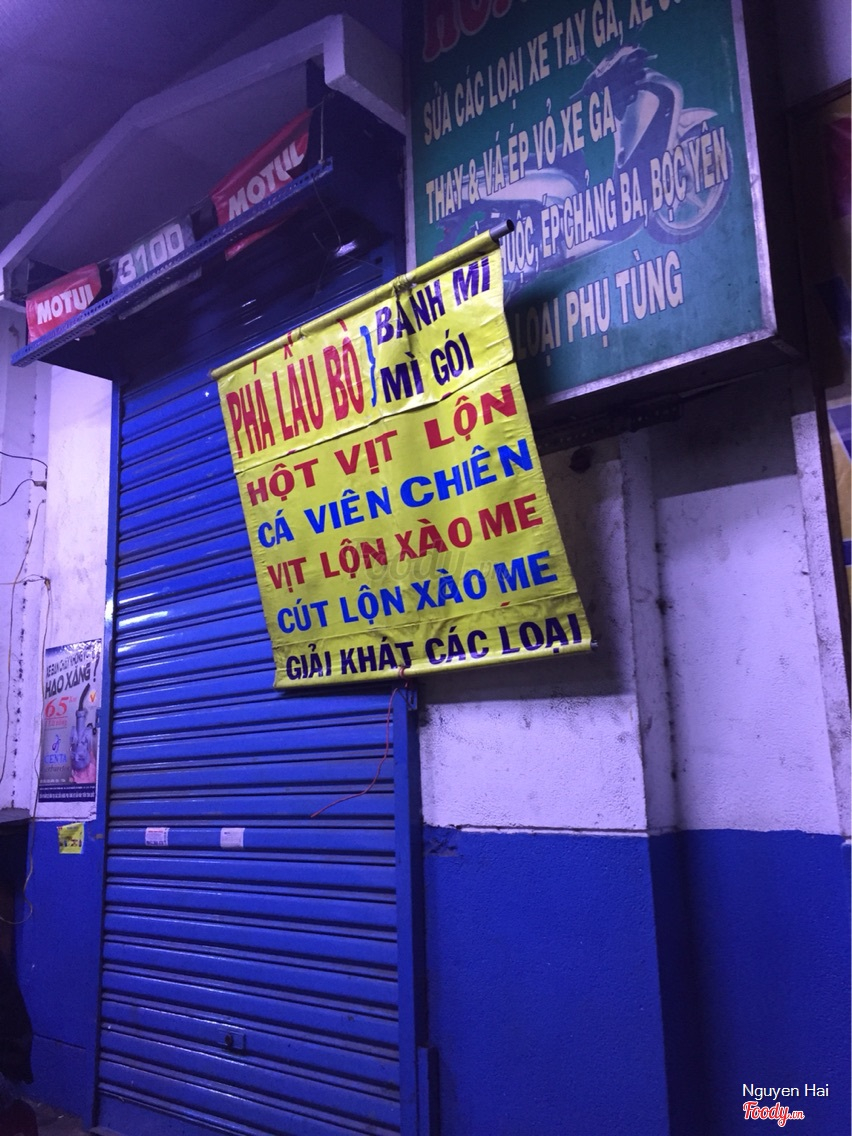 SỬA CÁC LOẠI XE TAY GA, XE
THAY & VÁ ÉP VỎ XE GA
ÉP CHẢNG BA, BỌC YÊN
LOẠI PHỤ TÙNG
MOTUL
3100
MOTUL
PHÁ LẤU BÒ } BÁNH MÌ
MÌ GÓI
HỘT VỊT LỘN
CÁ VIÊN CHIÊN
VỊT LỘN XÀO ME
CÚT LỘN XÀO ME
GIẢI KHÁT CÁC LOẠI
HAO XĂNG!
65
Nguyen Hai
Foody.vn